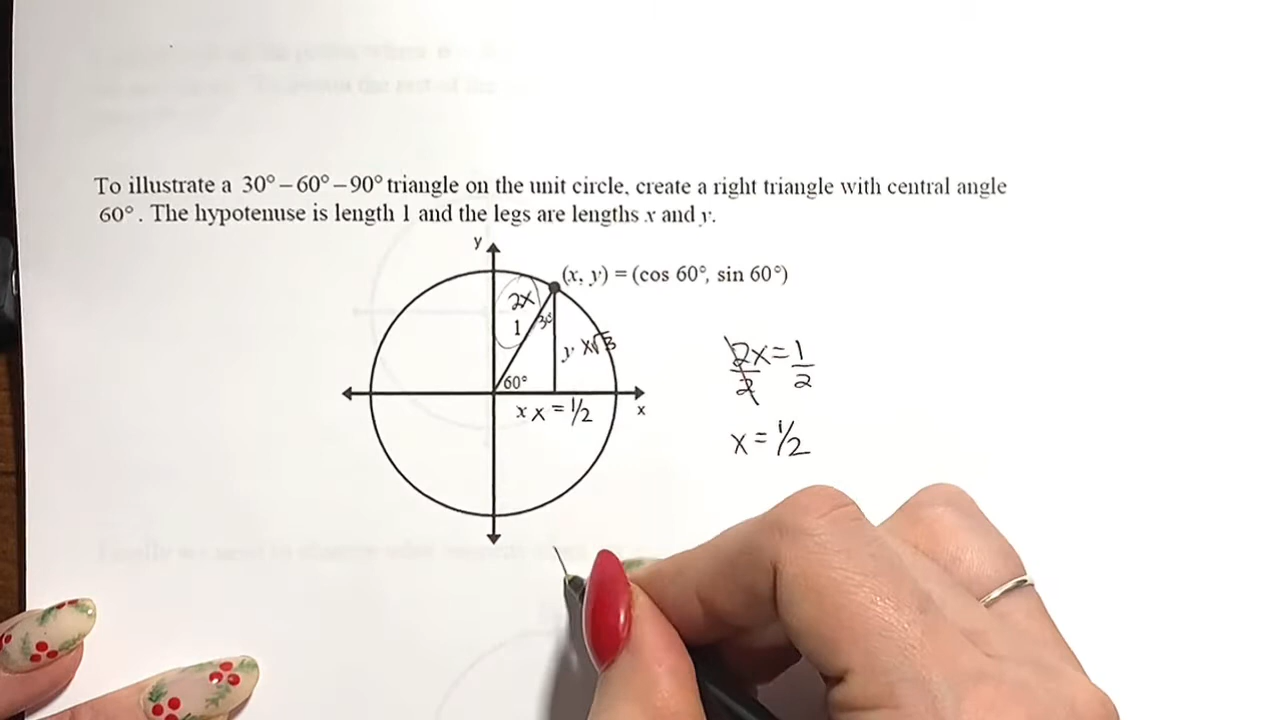 To illustrate a 30° – 60° – 90° triangle on the unit circle, create a right triangle with central angle
60°. The hypotenuse is length 1 and the legs are lengths x and y.
y
(x, y) = (cos 60°, sin 60°)
2x
1
30
y x√3
60°
x x = 1/2
x
2x = 1
2 2
x = 1/2